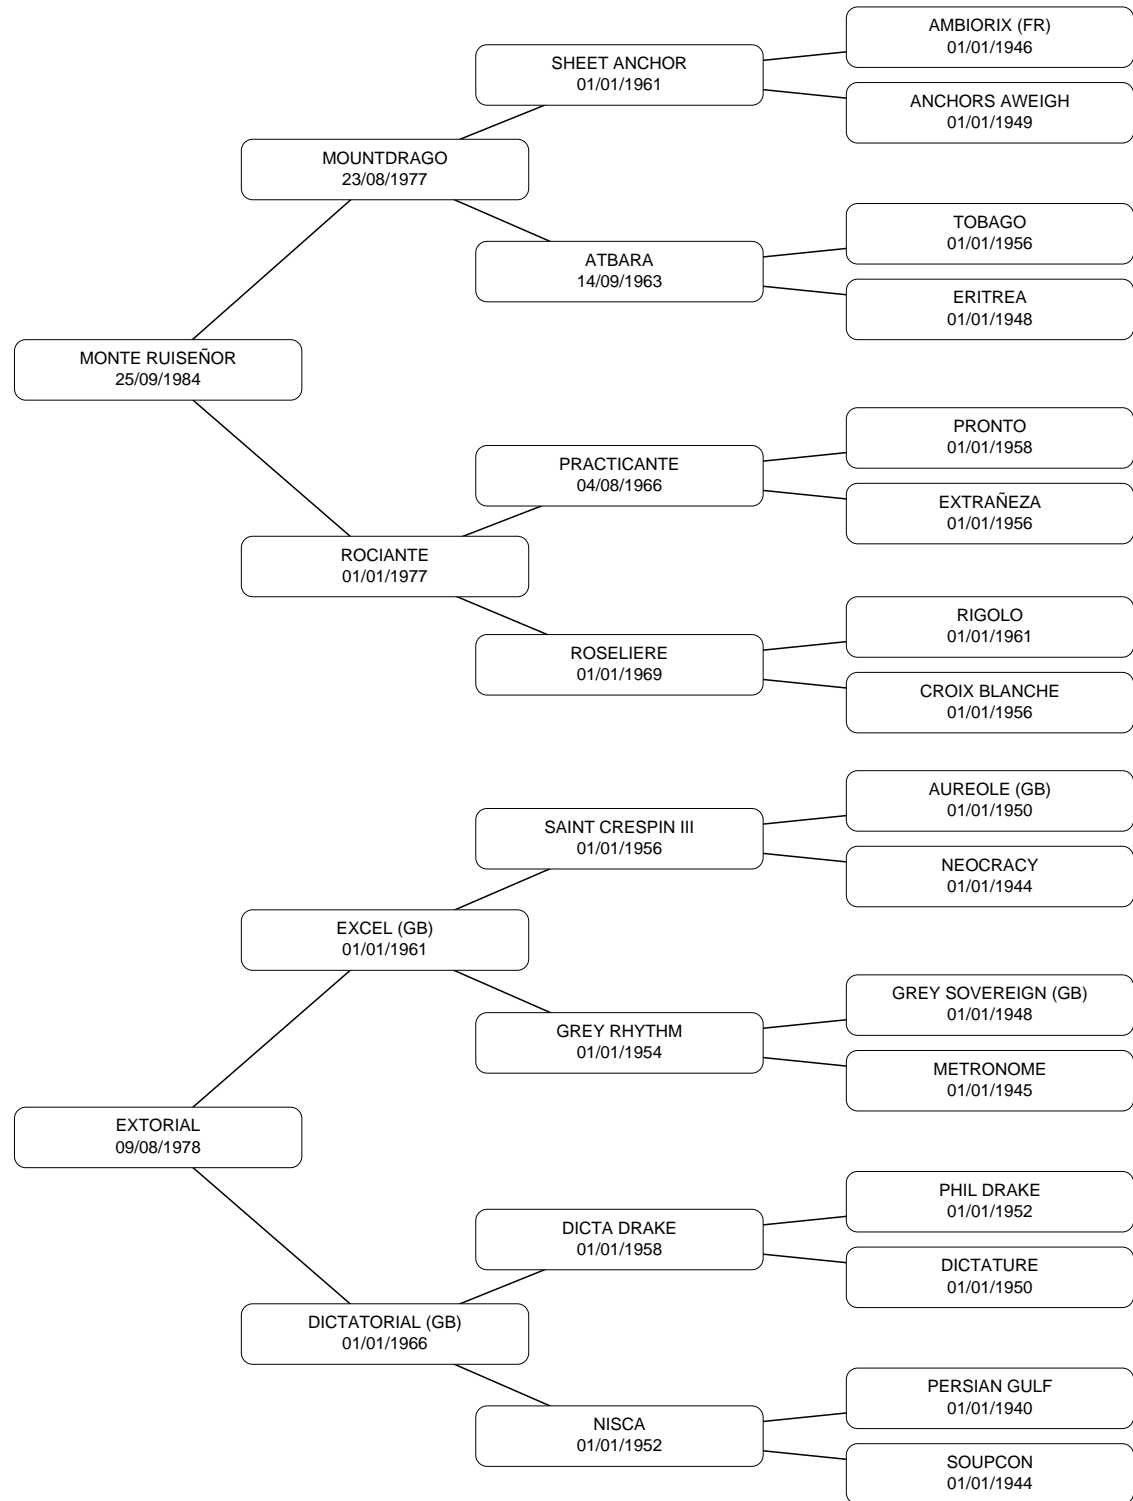 AMBIORIX (FR)
01/01/1946
SHEET ANCHOR
01/01/1961
ANCHORS AWEIGH
01/01/1949
MOUNTDRAGO
23/08/1977
TOBAGO
01/01/1956
ATBARA
14/09/1963
ERITREA
01/01/1948
MONTE RUISEÑOR
25/09/1984
PRONTO
01/01/1958
PRACTICANTE
04/08/1966
EXTRAÑEZA
01/01/1956
ROCIANTE
01/01/1977
RIGOLO
01/01/1961
ROSELIERE
01/01/1969
CROIX BLANCHE
01/01/1956
AUREOLE (GB)
01/01/1950
SAINT CRESPIN III
01/01/1956
NEOCRACY
01/01/1944
EXCEL (GB)
01/01/1961
GREY SOVEREIGN (GB)
01/01/1948
GREY RHYTHM
01/01/1954
METRONOME
01/01/1945
EXTORIAL
09/08/1978
PHIL DRAKE
01/01/1952
DICTA DRAKE
01/01/1958
DICTATURE
01/01/1950
DICTATORIAL (GB)
01/01/1966
PERSIAN GULF
01/01/1940
NISCA
01/01/1952
SOUPCON
01/01/1944